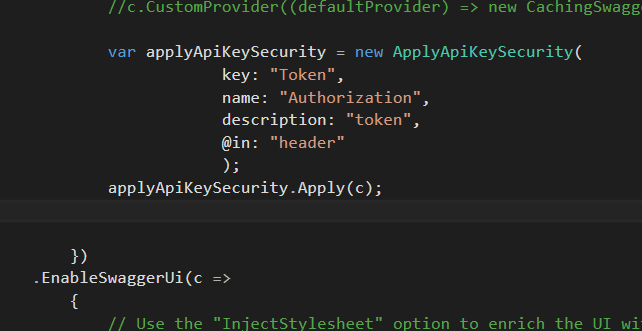 //c.CustomProvider((defaultProvider) => new CachingSwagge
var applyApiKeySecurity = new ApplyApiKeySecurity(
key: "Token",
name: "Authorization",
description: "token",
@in: "header"
);
applyApiKeySecurity.Apply(c);
})
.EnableSwaggerUi(c =>
{
// Use the "InjectStylesheet" option to enrich the UI wi